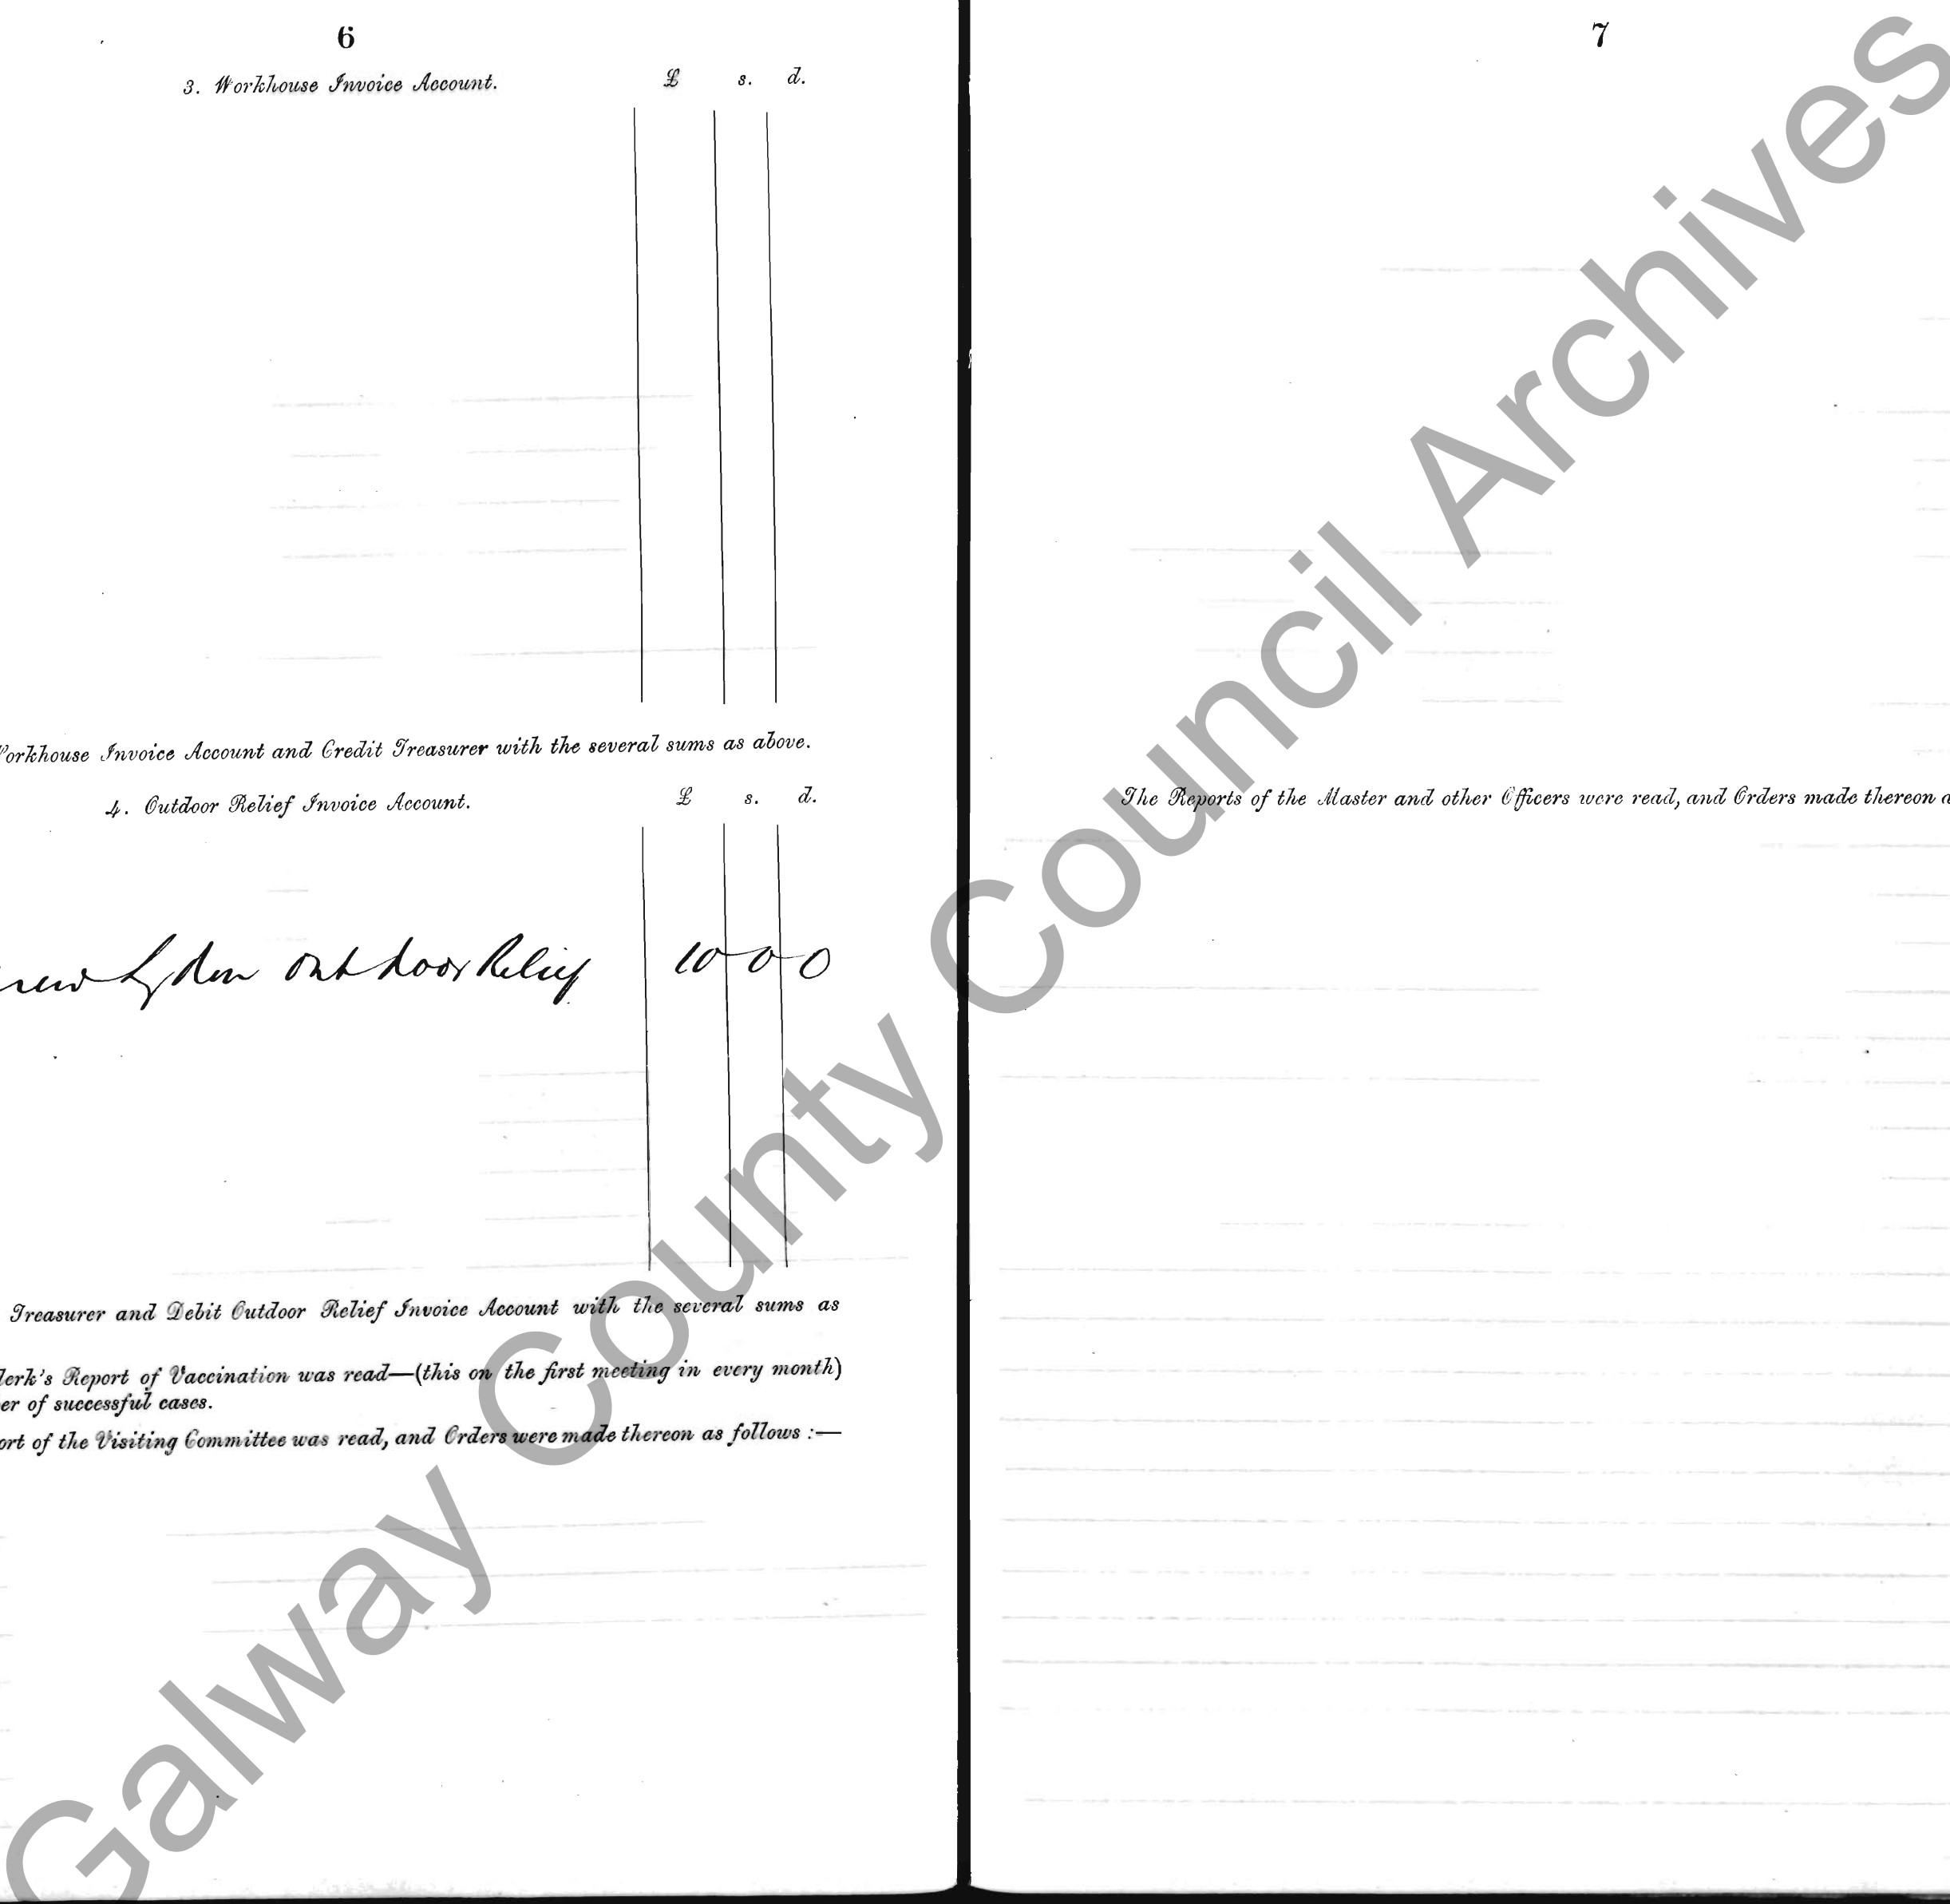 6
3. Workhouse Invoice Account. £ s. d.
Workhouse Invoice Account and Credit Treasurer with the several sums as above.
4. Outdoor Relief Invoice Account. £ s. d.
Lydon Outdoor Relief 10 0 0
Treasurer and Debit Outdoor Relief Invoice Account with the several sums as
lerk's Report of Vaccination was read—(this on the first meeting in every month)
er of successful cases.
ort of the Visiting Committee was read, and Orders were made thereon as follows :—
7
The Reports of the Master and other Officers were read, and Orders made thereon a
Galway County Council Archives